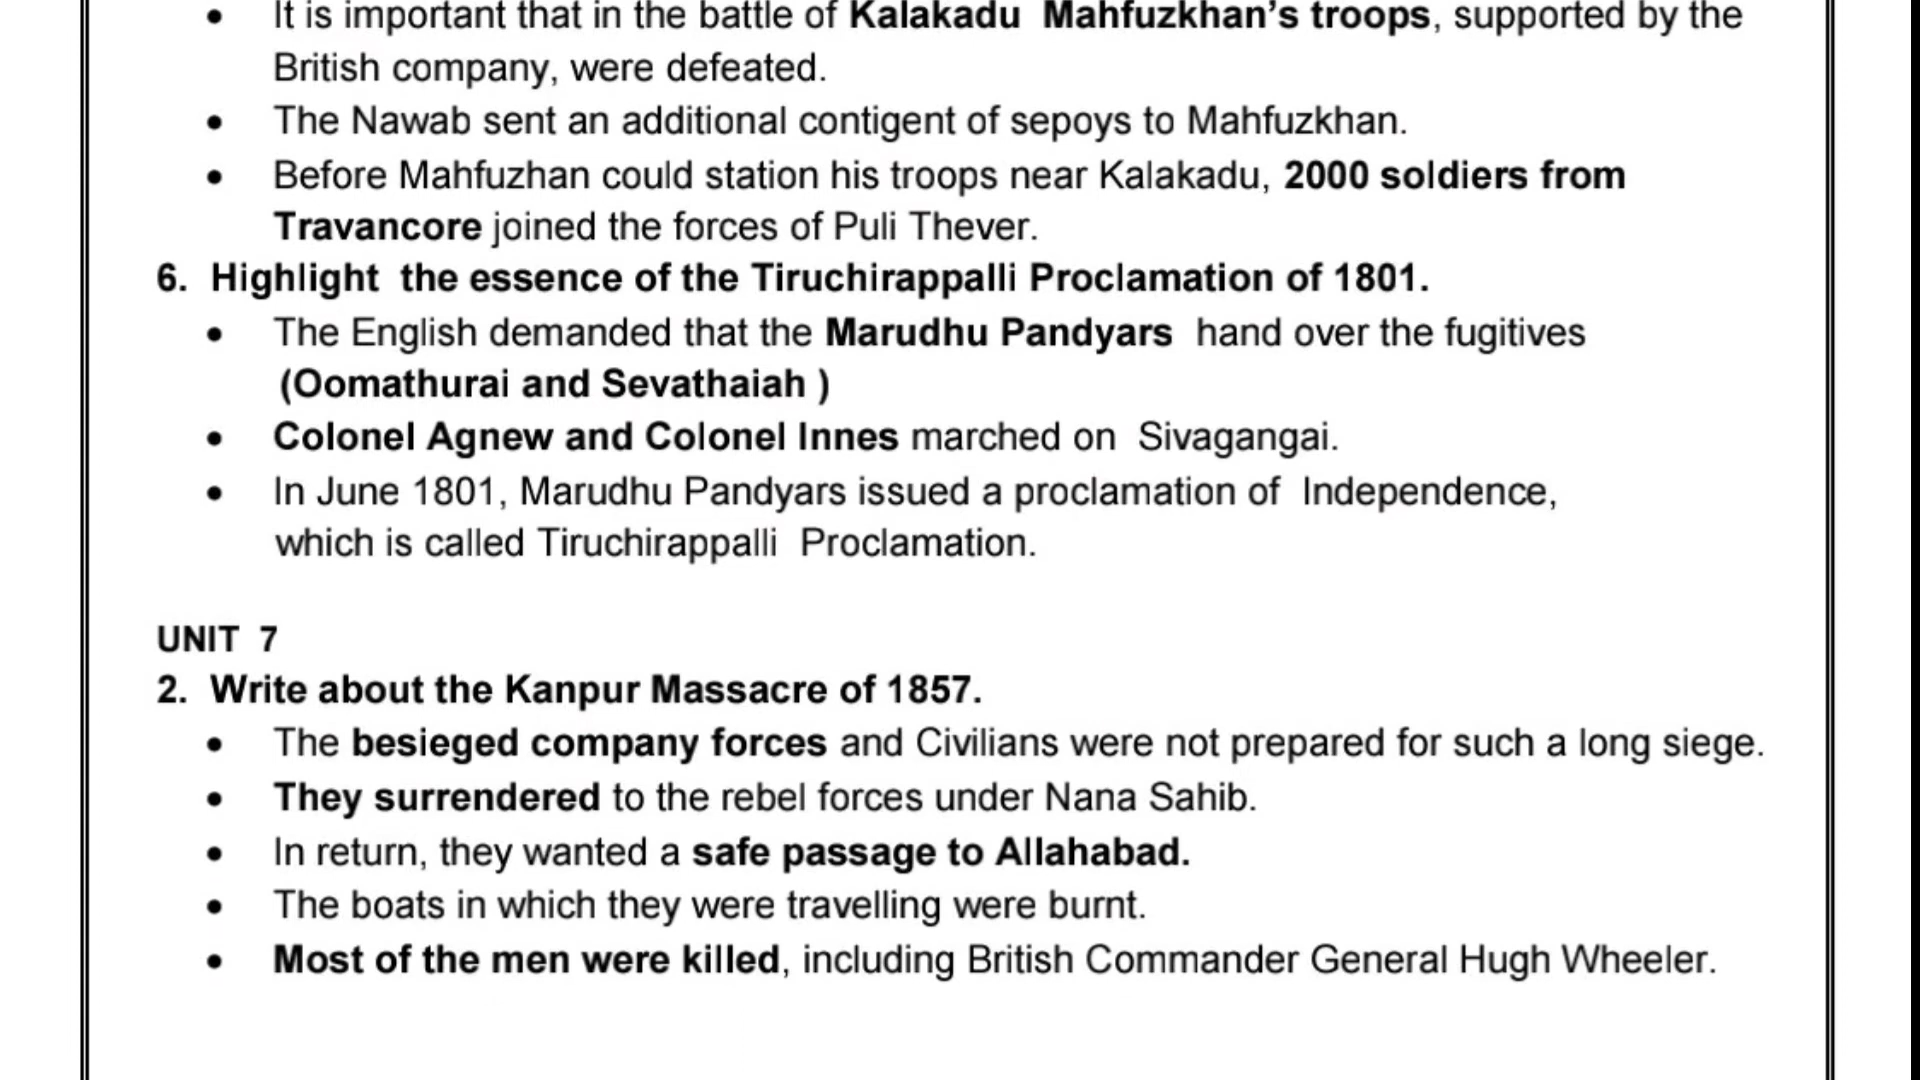 • It is important that in the battle of Kalakadu Mahfuzkhan's troops, supported by the
British company, were defeated.
• The Nawab sent an additional contigent of sepoys to Mahfuzkhan.
• Before Mahfuzhan could station his troops near Kalakadu, 2000 soldiers from
Travancore joined the forces of Puli Thever.
6. Highlight the essence of the Tiruchirappalli Proclamation of 1801.
• The English demanded that the Marudhu Pandyars hand over the fugitives
(Oomathurai and Sevathaiah )
• Colonel Agnew and Colonel Innes marched on Sivagangai.
• In June 1801, Marudhu Pandyars issued a proclamation of Independence,
which is called Tiruchirappalli Proclamation.
UNIT 7
2. Write about the Kanpur Massacre of 1857.
• The besieged company forces and Civilians were not prepared for such a long siege.
• They surrendered to the rebel forces under Nana Sahib.
• In return, they wanted a safe passage to Allahabad.
• The boats in which they were travelling were burnt.
• Most of the men were killed, including British Commander General Hugh Wheeler.